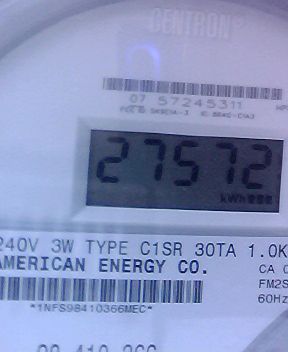 CENTRON®
07 57245311
27572
kWh
240V 3W TYPE C1SR 30TA 1.0K
AMERICAN ENERGY CO.
CA
FM2S
60Hz
*1NFS98410366MEC*